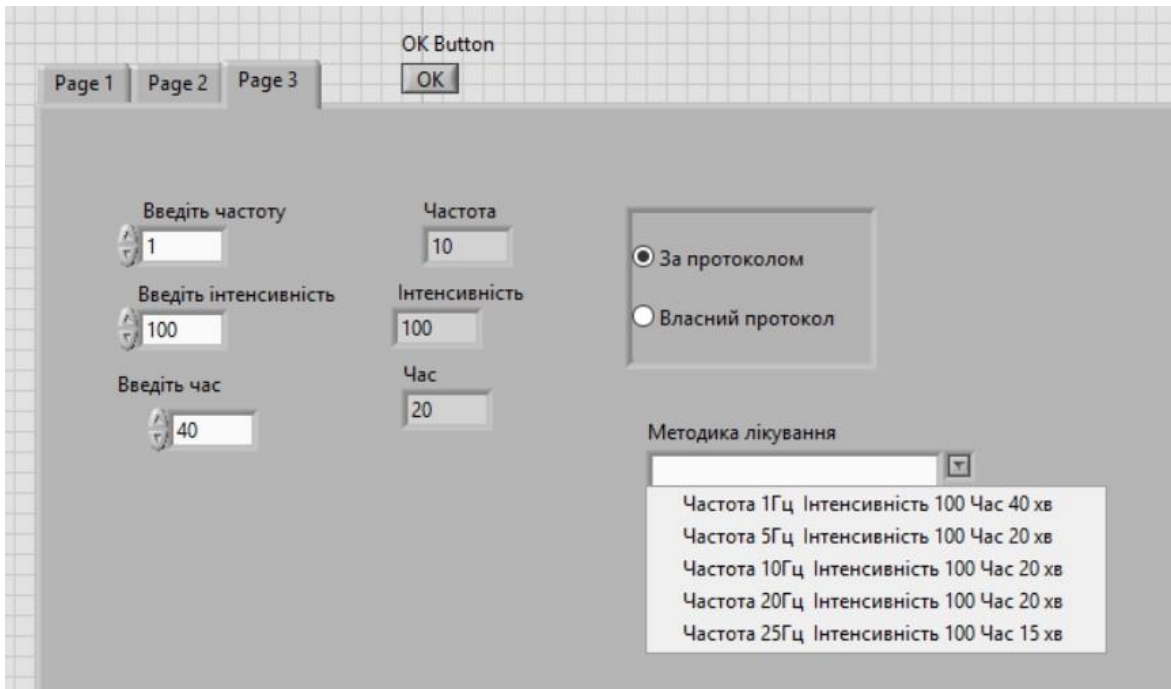 OK Button
OK
Page 1 Page 2 Page 3
Введіть частоту
1
Частота
10
Введіть інтенсивність
100
Інтенсивність
100
Введіть час
40
Час
20
За протоколом
Власний протокол
Методика лікування
Частота 1Гц Інтенсивність 100 Час 40 хв
Частота 5Гц Інтенсивність 100 Час 20 хв
Частота 10Гц Інтенсивність 100 Час 20 хв
Частота 20Гц Інтенсивність 100 Час 20 хв
Частота 25Гц Інтенсивність 100 Час 15 хв